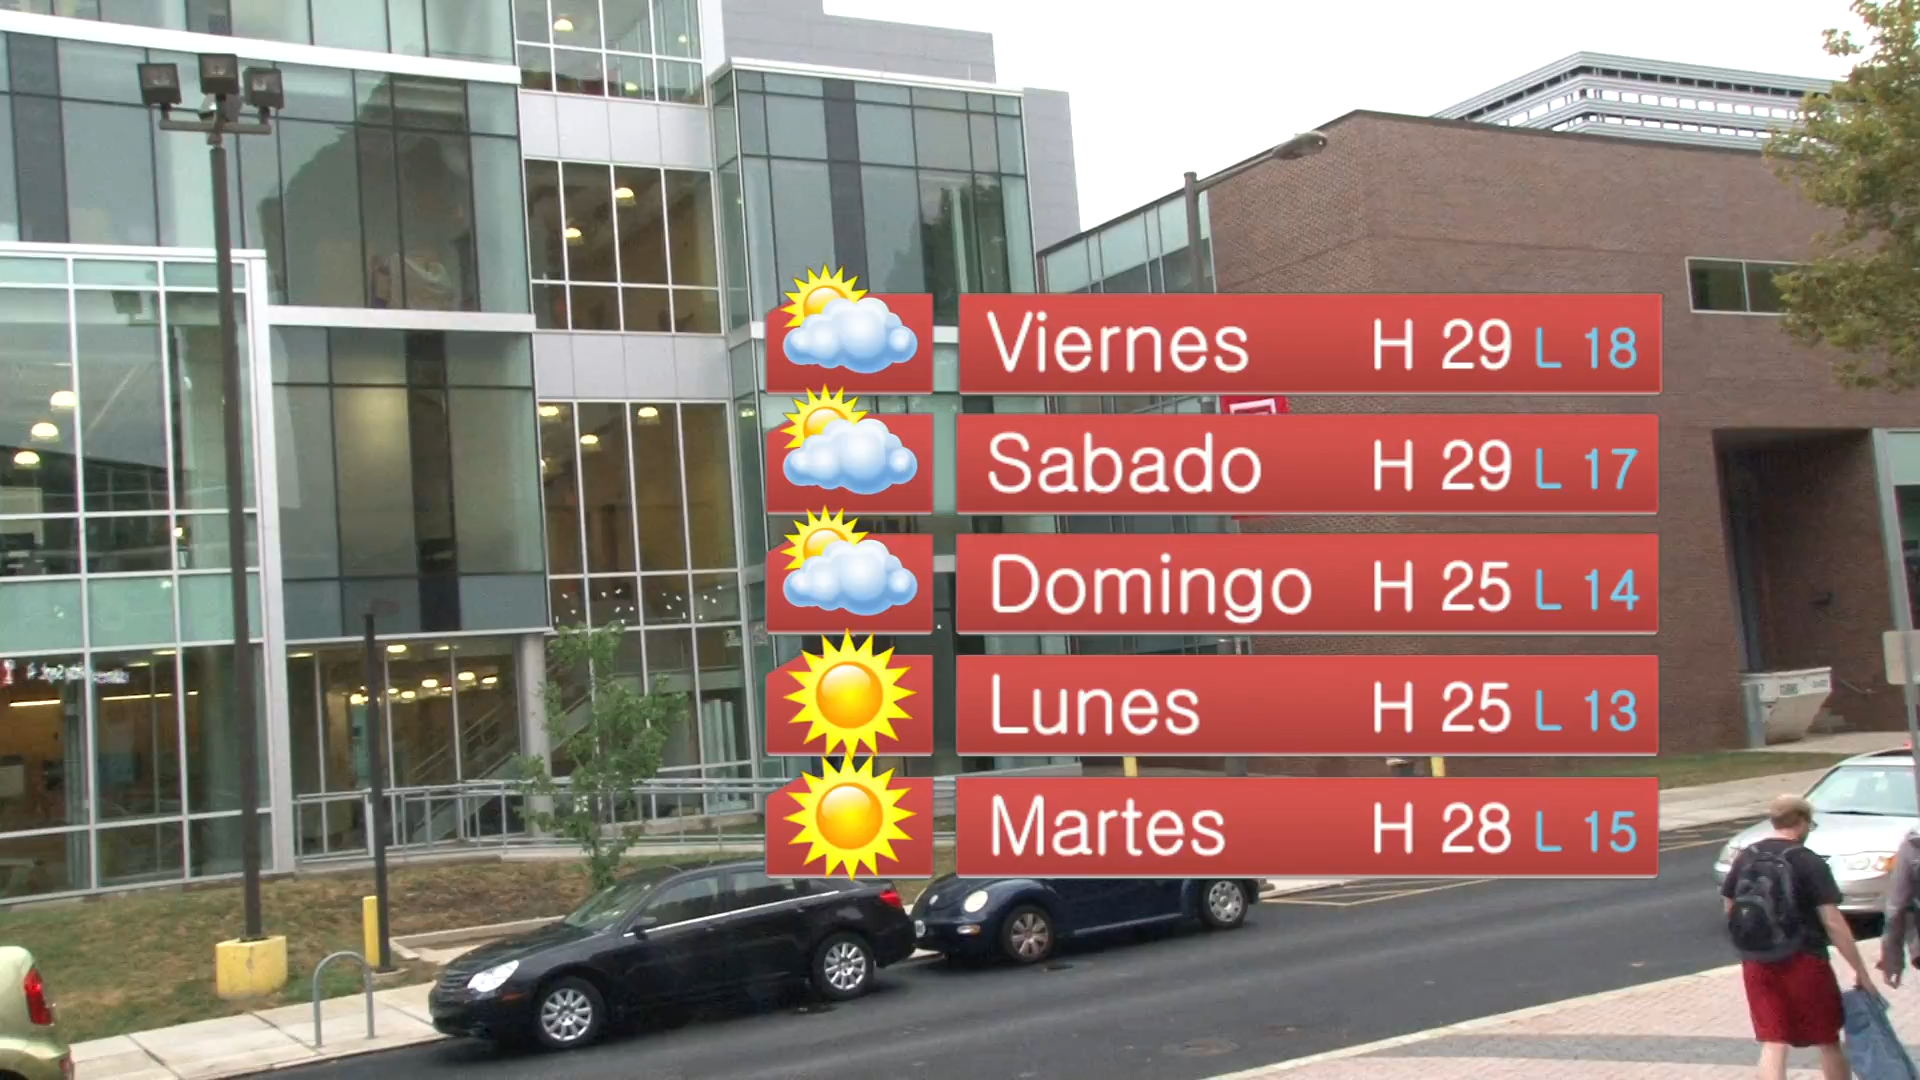 Viernes H 29 L 18
Sabado H 29 L 17
Domingo H 25 L 14
Lunes H 25 L 13
Martes H 28 L 15